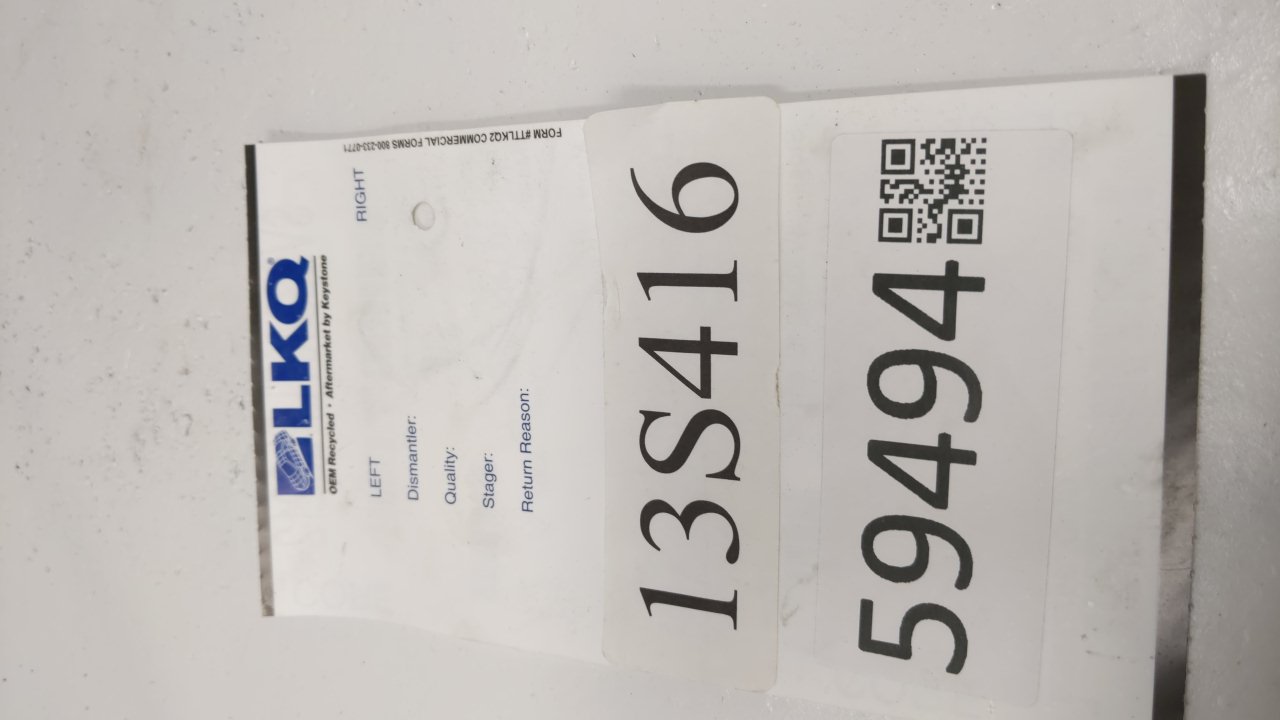 LKQ
OEM Recycled • Aftermarket by Keystone
LEFT RIGHT
Dismantler:
Quality:
Stager:
Return Reason:
FORM #TTLKQ2 COMMERCIAL FORMS 800-233-0771
13S416
59494